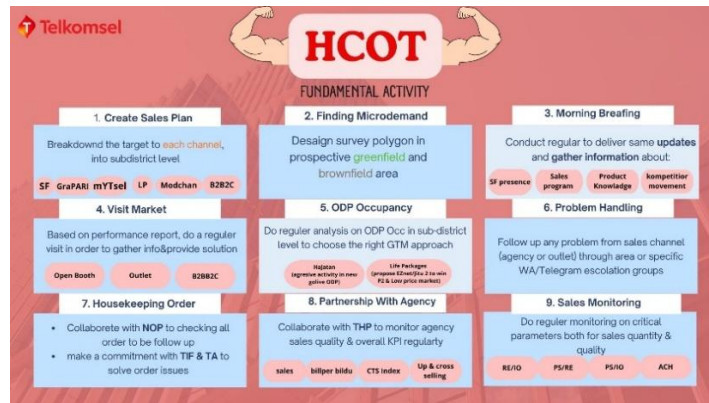 Telkomsel
HCOT
FUNDAMENTAL ACTIVITY
1. Create Sales Plan
Breakdownd the target to each channel,
into subdistrict level
SF
GraPARI
mYTsel
LP
Modchan
B2B2C
2. Finding Microdemand
Desaign survey polygon in
prospective greenfield and
brownfield area
3. Morning Breafing
Conduct regular to deliver same updates
and gather information about:
SF presence
Sales
program
Product
Knowladge
kompetitior
movement
4. Visit Market
Based on performance report, do a reguler
visit in order to gather info&provide solution
Open Booth
Outlet
B2BB2C
5. ODP Occupancy
Do reguler analysis on ODP Occ in sub-district
level to choose the right GTM approach
Hajatan
(agresive activity in new
golive ODP)
Life Packages
(propose EZnet/Jitu 2 to win
P2 & Low price market)
6. Problem Handling
Follow up any problem from sales channel
(agency or outlet) through area or specific
WA/Telegram escolation groups
7. Housekeeping Order
• Collaborete with NOP to checking all
order to be follow up
• make a commitment with TIF & TA to
solve order issues
8. Partnership With Agency
Collaborate with THP to monitor agency
sales quality & overall KPI regularty
sales
billper bildu
CTS Index
Up & cross
selling
9. Sales Monitoring
Do reguler monitoring on critical
parameters both for sales quantity &
quality
RE/IO
PS/RE
PS/IO
ACH